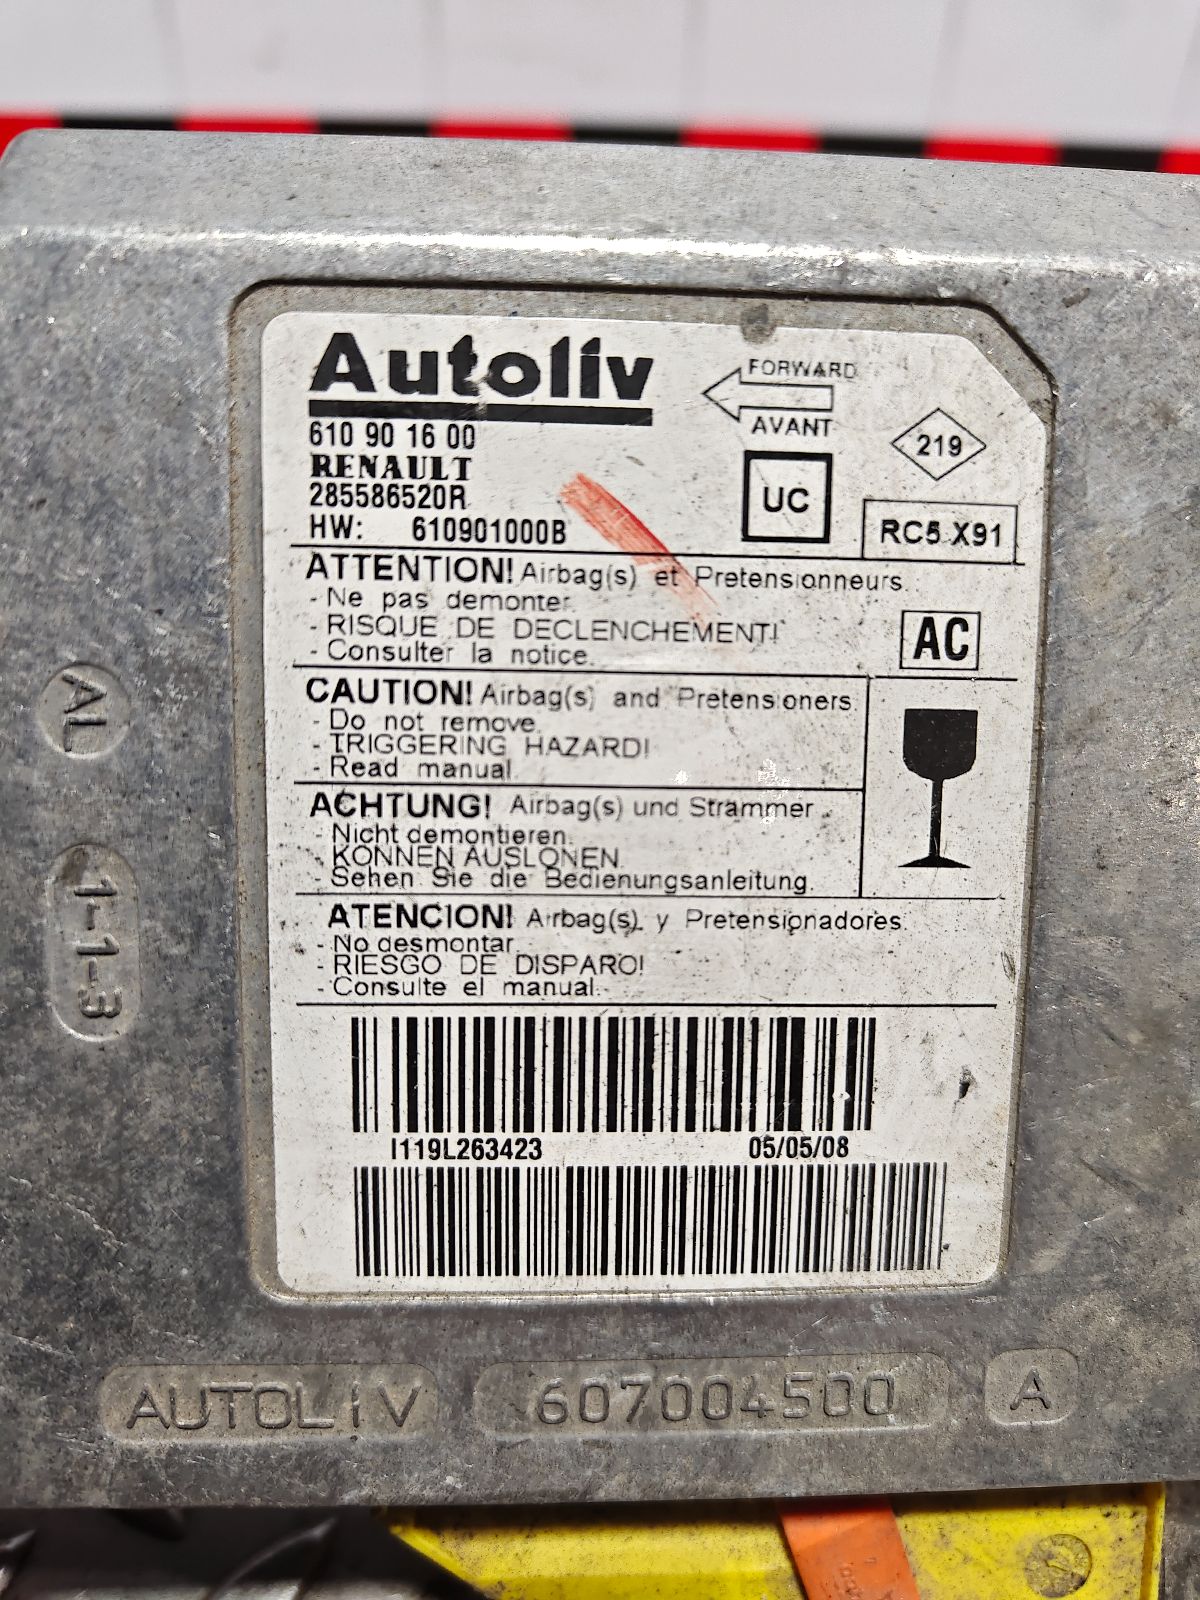 Autoliv
FORWARD
AVANT
610 90 16 00
RENAULT
285586520R
HW: 610901000B
UC
219
RC5 X91
ATTENTION! Airbag(s) et Pretensionneurs.
- Ne pas demonter.
- RISQUE DE DECLENCHEMENT!
- Consulter la notice.
AC
CAUTION! Airbag(s) and Pretensioners.
- Do not remove.
- TRIGGERING HAZARD!
- Read manual.
ACHTUNG! Airbag(s) und Strammer.
- Nicht demontieren.
- KONNEN AUSLONEN.
- Sehen Sie die Bedienungsanleitung.
ATENCION! Airbag(s). y Pretensionadores.
- No desmontar.
- RIESGO DE DISPARO!
- Consulte el manual.
I119L263423 05/05/08
AL
1-1-3
AUTOLIV 607004500 A